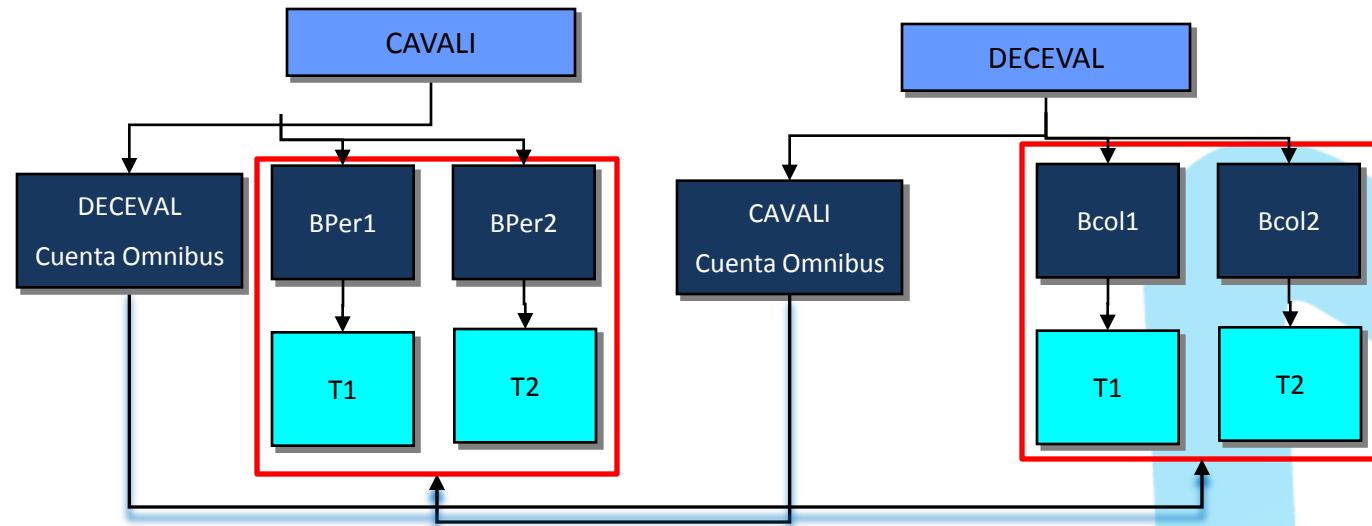 CAVALI
DECEVAL
DECEVAL
Cuenta Omnibus
BPer1
BPer2
T1
T2
CAVALI
Cuenta Omnibus
Bcol1
Bcol2
T1
T2